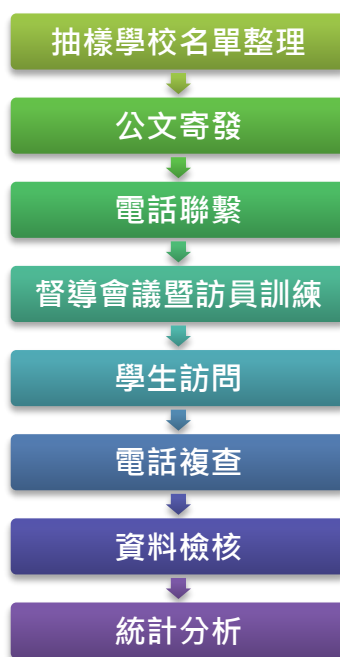 抽樣學校名單整理
公文寄發
電話聯繫
督導會議暨訪員訓練
學生訪問
電話複查
資料檢核
統計分析